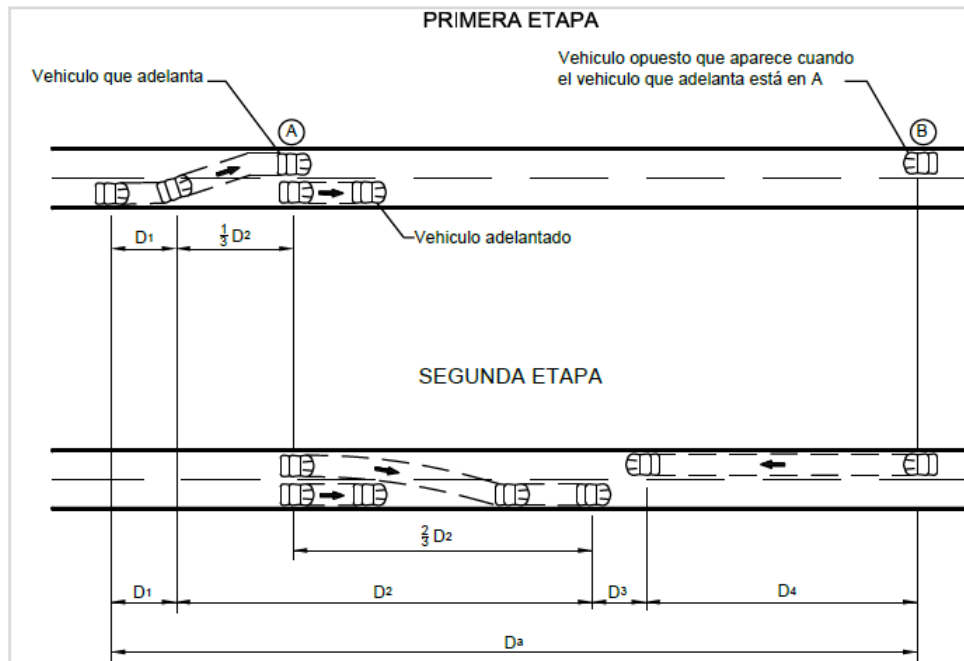 PRIMERA ETAPA
Vehiculo que adelanta
Vehiculo opuesto que aparece cuando
el vehiculo que adelanta está en A
A
B
D1
1/3 D2
Vehiculo adelantado
SEGUNDA ETAPA
2/3 D2
D1
D2
D3
D4
Da